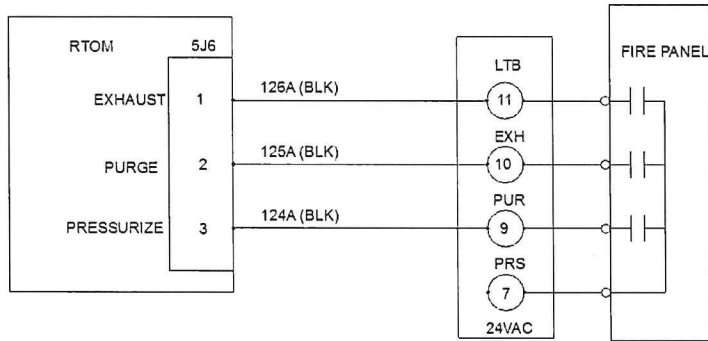 RTOM 5J6
LTB
FIRE PANEL
EXHAUST 1 126A (BLK) 11
EXH
PURGE 2 125A (BLK) 10
PUR
PRESSURIZE 3 124A (BLK) 9
PRS
7
24VAC